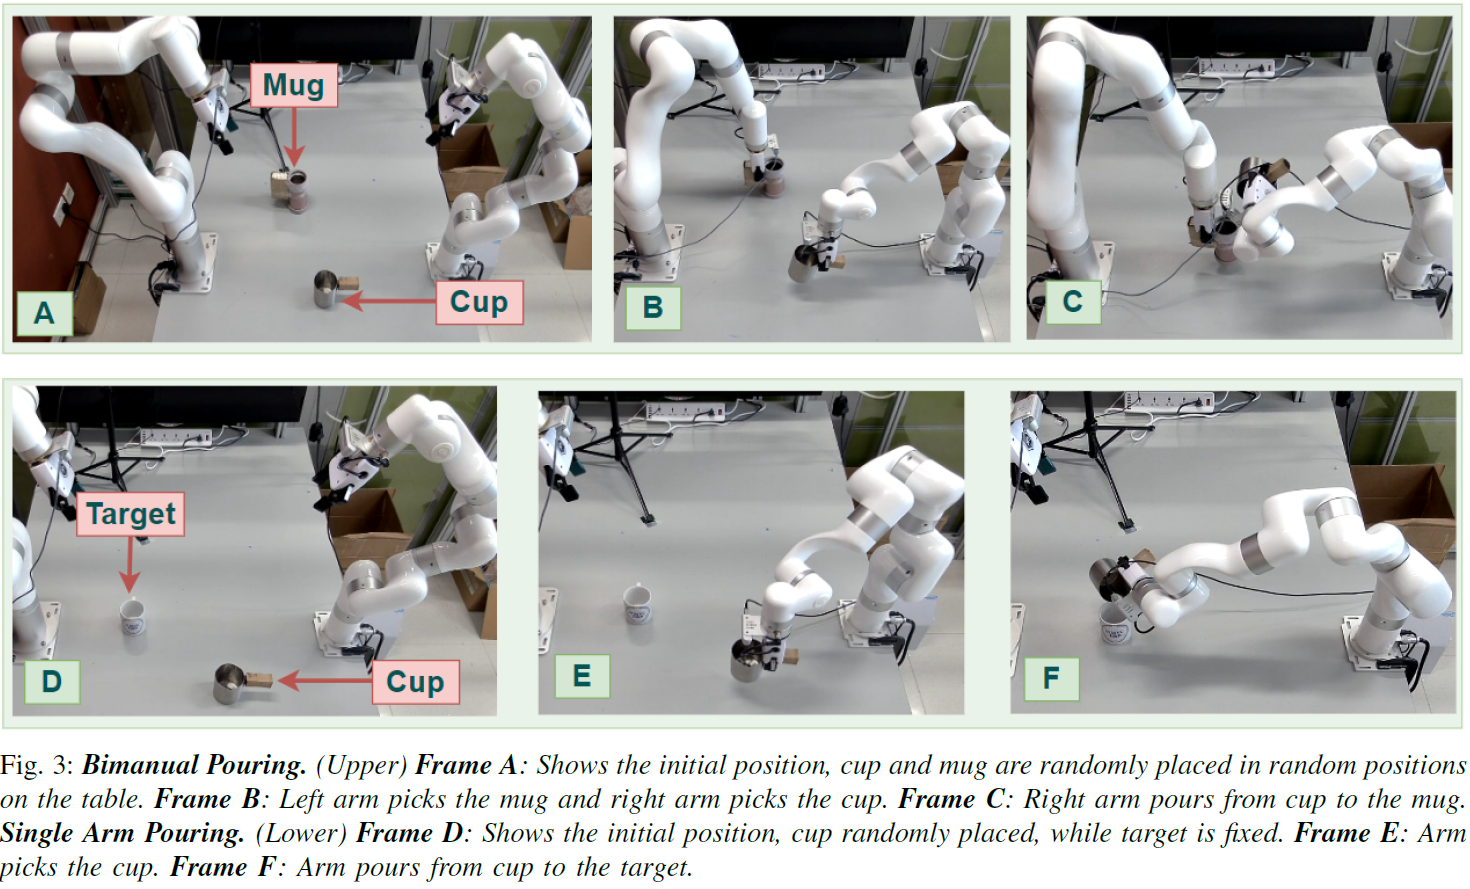 Mug
Cup
A
B
C
Target
Cup
D
E
F
Fig. 3: Bimanual Pouring. (Upper) Frame A: Shows the initial position, cup and mug are randomly placed in random positions
on the table. Frame B: Left arm picks the mug and right arm picks the cup. Frame C: Right arm pours from cup to the mug.
Single Arm Pouring. (Lower) Frame D: Shows the initial position, cup randomly placed, while target is fixed. Frame E: Arm
picks the cup. Frame F: Arm pours from cup to the target.